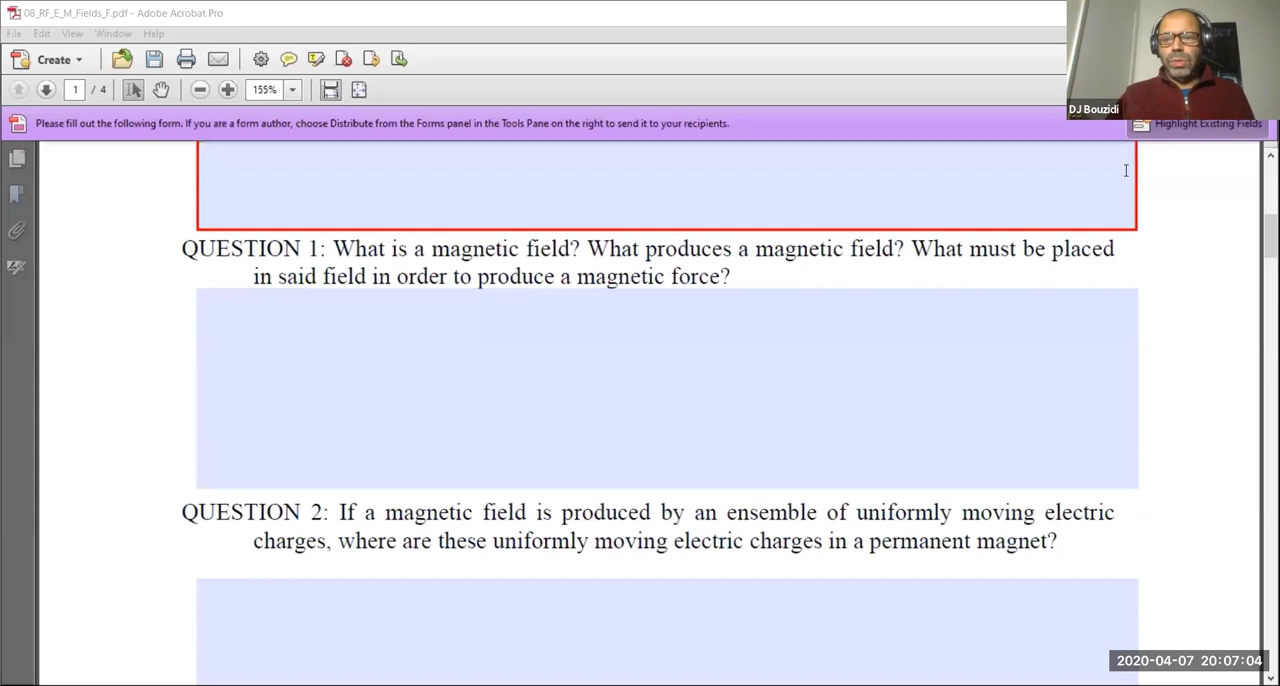 08_RF_E_M_Fields_F.pdf - Adobe Acrobat Pro
File Edit View Window Help
Create
1 / 4 155%
DJ Bouzidi
Please fill out the following form. If you are a form author, choose Distribute from the Forms panel in the Tools Pane on the right to send it to your recipients.
Highlight Existing Fields
QUESTION 1: What is a magnetic field? What produces a magnetic field? What must be placed
in said field in order to produce a magnetic force?
QUESTION 2: If a magnetic field is produced by an ensemble of uniformly moving electric
charges, where are these uniformly moving electric charges in a permanent magnet?
2020-04-07 20:07:04